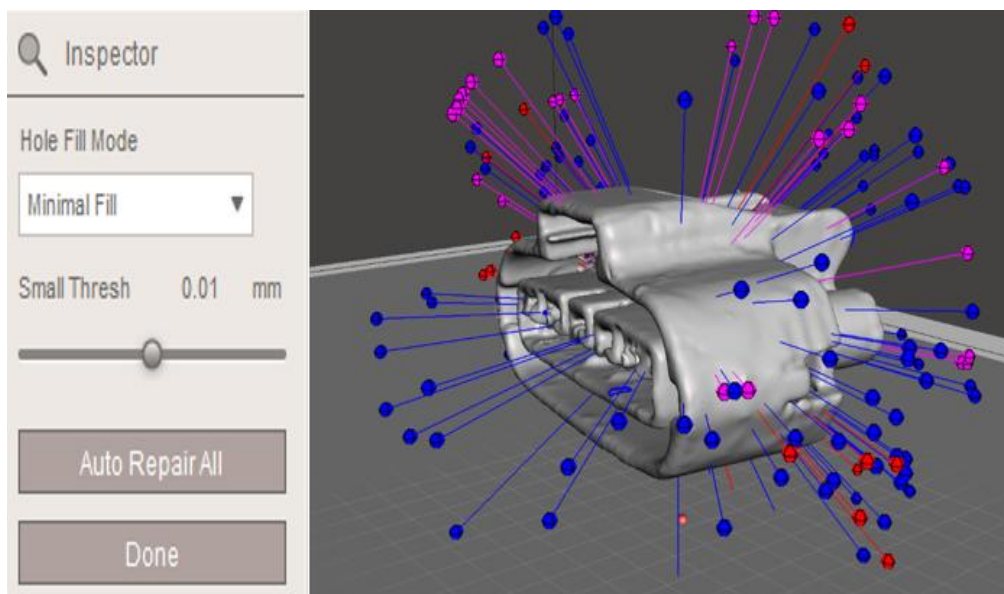 Inspector
Hole Fill Mode
Minimal Fill
Small Thresh 0.01 mm
Auto Repair All
Done